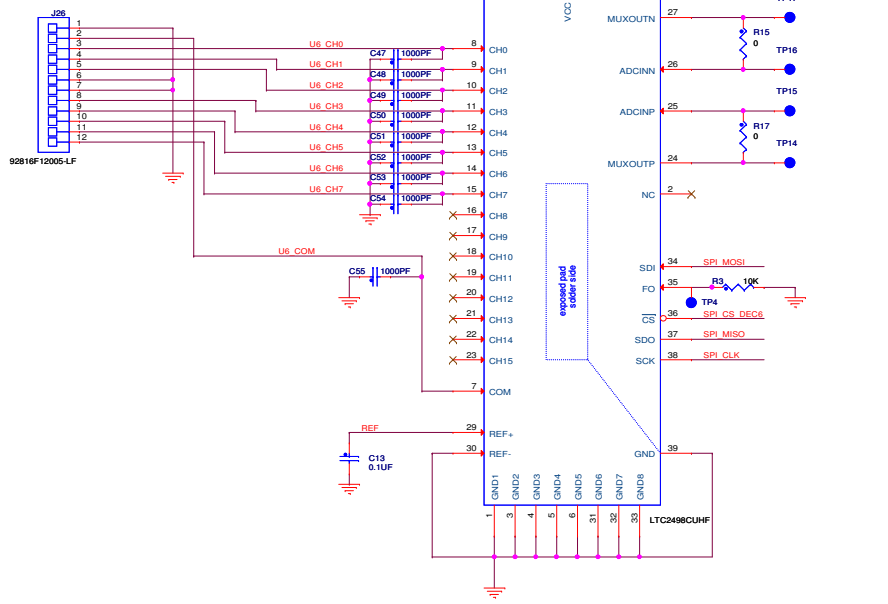 J26
1
2
3
4
5
6
7
8
9
10
11
12
92816F12005-LF
U6_CH0
U6_CH1
U6_CH2
U6_CH3
U6_CH4
U6_CH5
U6_CH6
U6_CH7
U6_COM
C47 1000PF
C48 1000PF
C49 1000PF
C50 1000PF
C51 1000PF
C52 1000PF
C53 1000PF
C54 1000PF
C55 1000PF
REF
C13
0.1UF
8 CH0
9 CH1
10 CH2
11 CH3
12 CH4
13 CH5
14 CH6
15 CH7
16 CH8
17 CH9
18 CH10
19 CH11
20 CH12
21 CH13
22 CH14
23 CH15
7 COM
29 REF+
30 REF-
VCC
exposed pad
solder side
MUXOUTN 27
ADCINN 26
ADCINP 25
MUXOUTP 24
NC 2
SDI 34 SPI_MOSI
FO 35
CS 36 SPI_CS_DEC6
SDO 37 SPI_MISO
SCK 38 SPI_CLK
GND 39
R15
0
TP16
TP15
R17
0
TP14
R3 10K
TP4
GND1
GND2
GND3
GND4
GND5
GND6
GND7
GND8
1
3
4
5
6
31
32
33
LTC2498CUHF